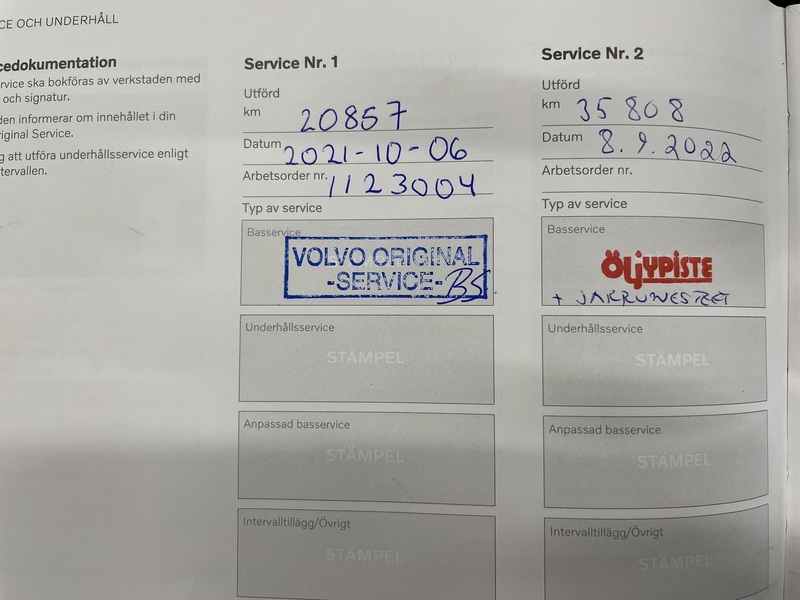 CE OCH UNDERHÅLL
cedokumentation
rvice ska bokföras av verkstaden med
och signatur.
den informerar om innehållet i din
iginal Service.
g att utföra underhållsservice enligt
tervallen.
Service Nr. 1
Utförd
km 20857
Datum 2021-10-06
Arbetsorder nr. 1123004
Typ av service
Basservice
VOLVO ORIGINAL
-SERVICE- BS
Underhållsservice
STÄMPEL
Anpassad basservice
STÄMPEL
Intervalltillägg/Övrigt
STÄMPEL
Service Nr. 2
Utförd
km 35808
Datum 8.9.2022
Arbetsorder nr.
Typ av service
Basservice
ÖLJYPISTE
+ JARRUNESTEET
Underhållsservice
STÄMPEL
Anpassad basservice
STÄMPEL
Intervalltillägg/Övrigt
STÄMPEL